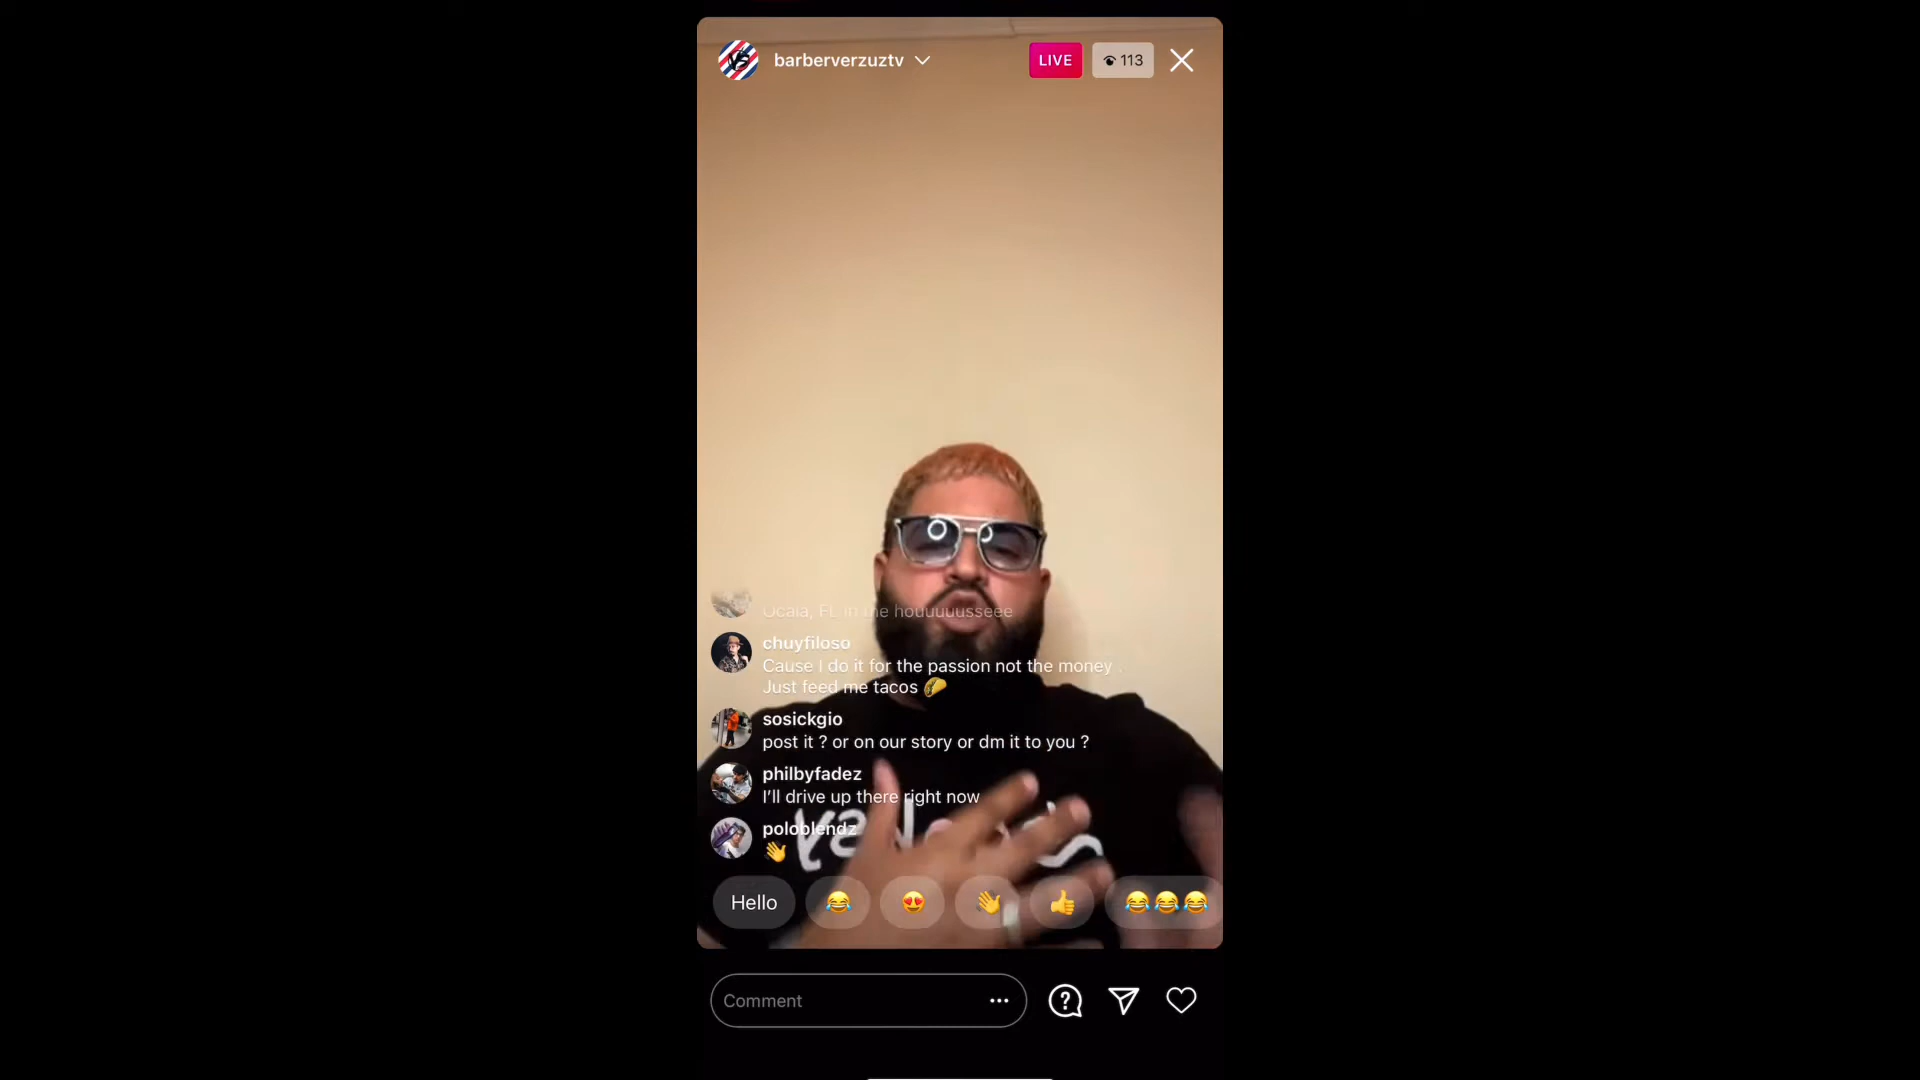 barberverzuztv
LIVE
113
Ocala, FL in the houuuuusseee
chuyfiloso
Cause I do it for the passion not the money .
Just feed me tacos 🌮
sosickgio
post it ? or on our story or dm it to you ?
philbyfadez
I'll drive up there right now
poloblendz
👋
Hello 😂 😍 👋 👍 😂😂😂
Comment